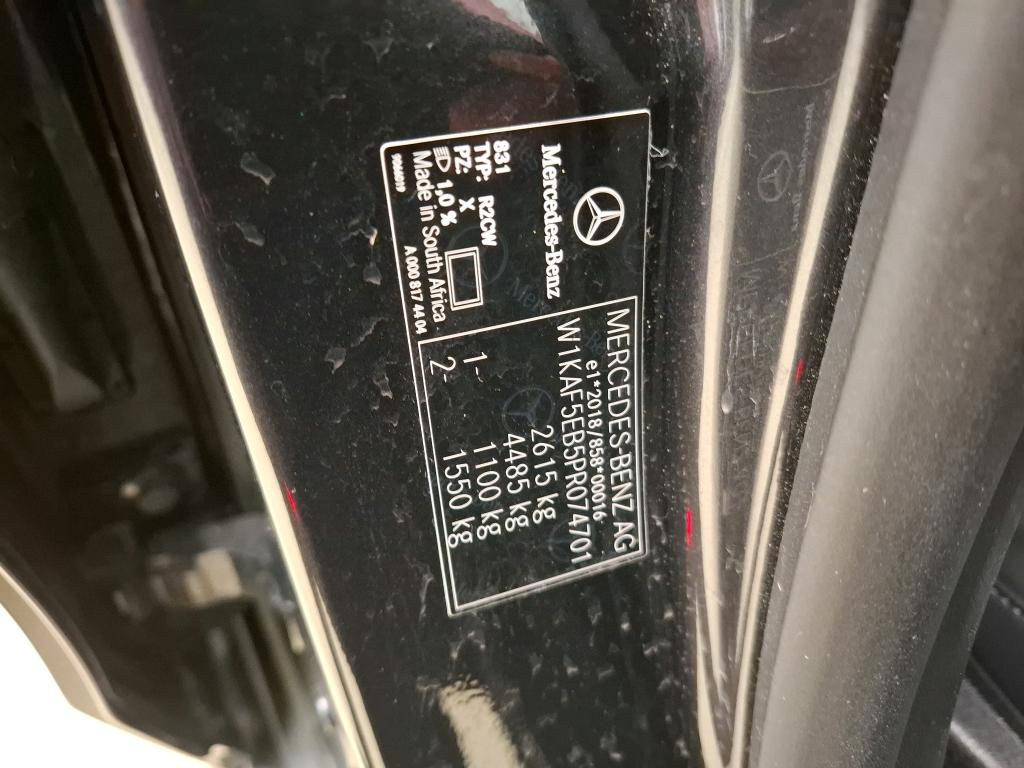 Mercedes-Benz
MERCEDES-BENZ AG
e1*2018/858*00016*
W1KAF5EB5PR074701
2615 kg
4485 kg
1- 1100 kg
2- 1550 kg
831
TYP: R2CW
PZ: X
1,0 %
Made in South Africa
A 000 817 44 04